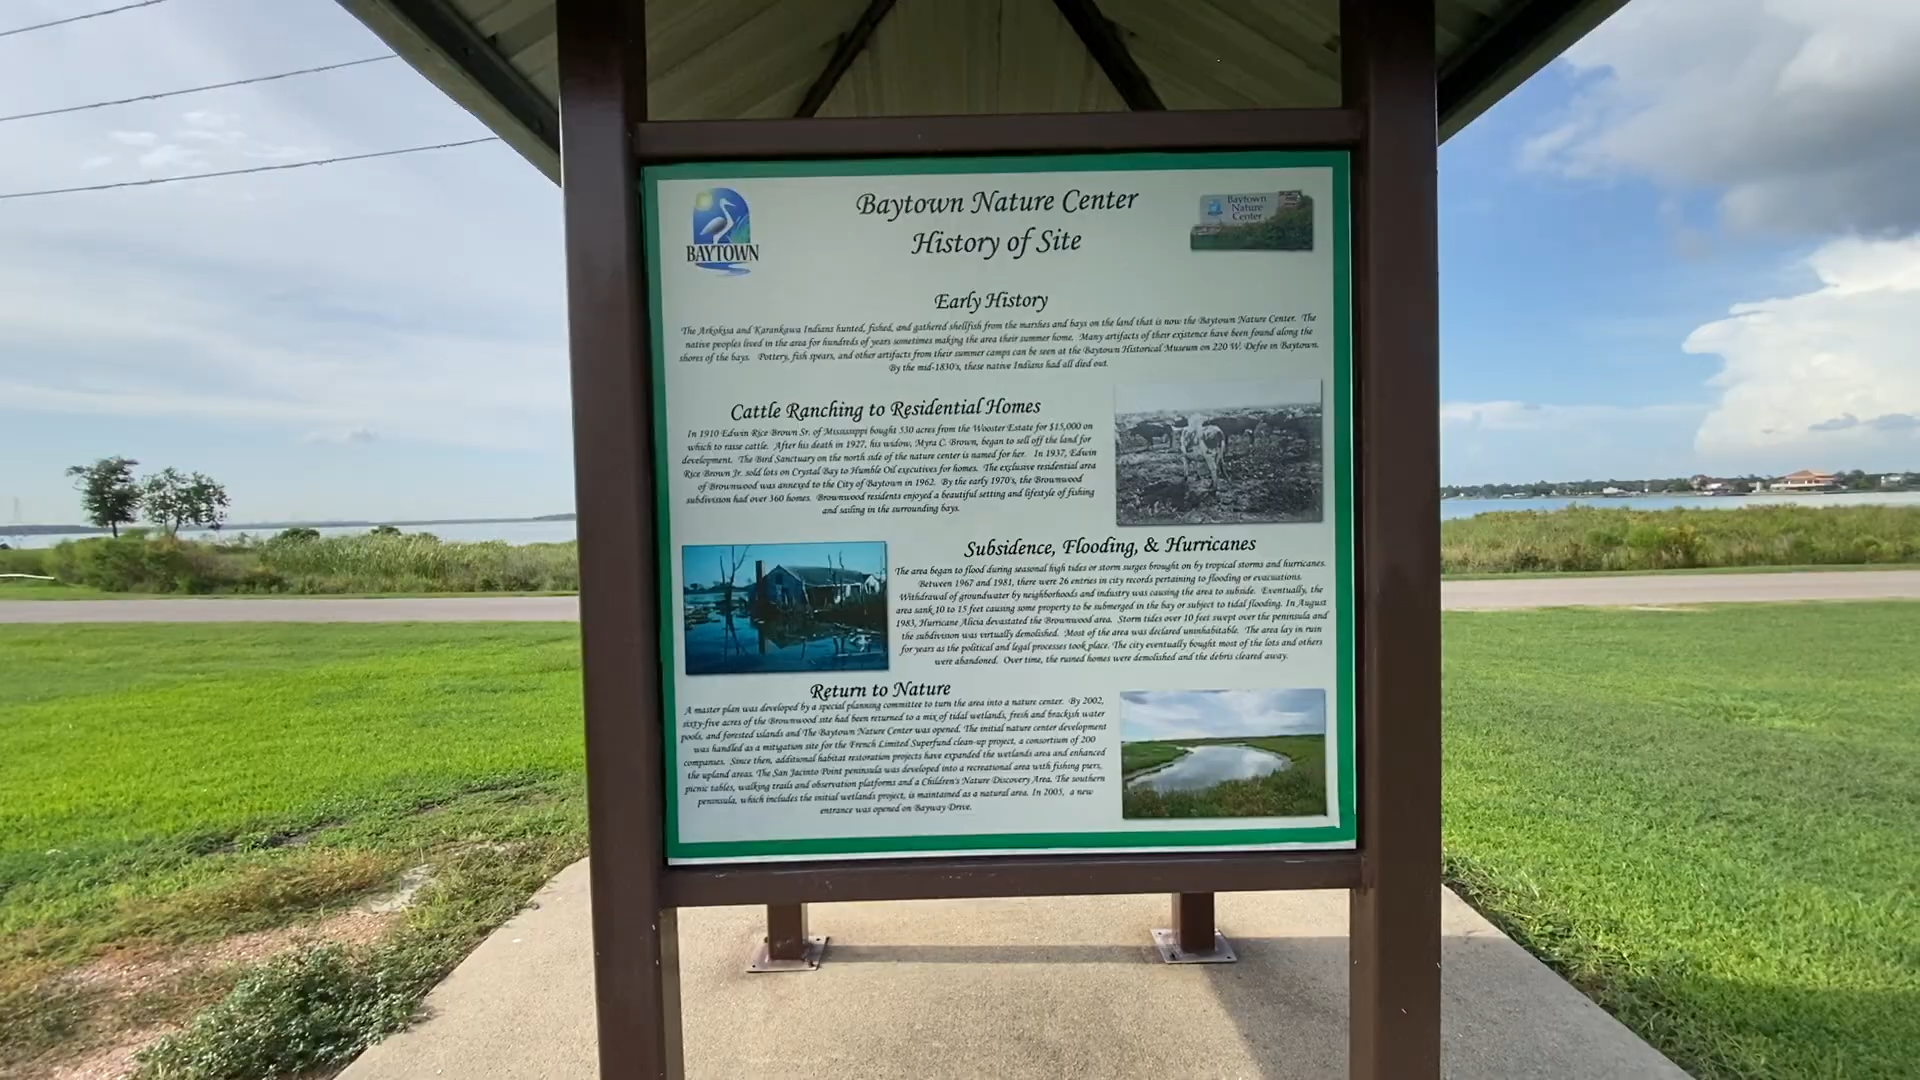 BAYTOWN
Baytown Nature Center
History of Site
Baytown
Nature
Center
Early History
The Arkokisa and Karankawa Indians hunted, fished, and gathered shellfish from the marshes and bays on the land that is now the Baytown Nature Center. The
native peoples lived in the area for hundreds of years sometimes making the area their summer home. Many artifacts of their existence have been found along the
shores of the bays. Pottery, fish spears, and other artifacts from their summer camps can be seen at the Baytown Historical Museum on 220 W. Defee in Baytown.
By the mid-1830's, these native Indians had all died out.
Cattle Ranching to Residential Homes
In 1910 Edwin Rice Brown Sr. of Mississippi bought 530 acres from the Wooster Estate for $15,000 on
which to raise cattle. After his death in 1927, his widow, Myra C. Brown, began to sell off the land for
development. The Bird Sanctuary on the north side of the nature center is named for her. In 1937, Edwin
Rice Brown Jr. sold lots on Crystal Bay to Humble Oil executives for homes. The exclusive residential area
of Brownwood was annexed to the City of Baytown in 1962. By the early 1970's, the Brownwood
subdivision had over 360 homes. Brownwood residents enjoyed a beautiful setting and lifestyle of fishing
and sailing in the surrounding bays.
Subsidence, Flooding, & Hurricanes
The area began to flood during seasonal high tides or storm surges brought on by tropical storms and hurricanes.
Between 1967 and 1981, there were 26 entries in city records pertaining to flooding or evacuations.
Withdrawal of groundwater by neighborhoods and industry was causing the area to subside. Eventually, the
area sank 10 to 15 feet causing some property to be submerged in the bay or subject to tidal flooding. In August
1983, Hurricane Alicia devastated the Brownwood area. Storm tides over 10 feet swept over the peninsula and
the subdivision was virtually demolished. Most of the area was declared uninhabitable. The area lay in ruin
for years as the political and legal processes took place. The city eventually bought most of the lots and others
were abandoned. Over time, the ruined homes were demolished and the debris cleared away.
Return to Nature
A master plan was developed by a special planning committee to turn the area into a nature center. By 2002,
sixty-five acres of the Brownwood site had been returned to a mix of tidal wetlands, fresh and brackish water
pools, and forested islands and The Baytown Nature Center was opened. The initial nature center development
was handled as a mitigation site for the French Limited Superfund clean-up project, a consortium of 200
companies. Since then, additional habitat restoration projects have expanded the wetlands area and enhanced
the upland areas. The San Jacinto Point peninsula was developed into a recreational area with fishing piers,
picnic tables, walking trails and observation platforms and a Children's Nature Discovery Area. The southern
peninsula, which includes the initial wetlands project, is maintained as a natural area. In 2005, a new
entrance was opened on Bayway Drive.